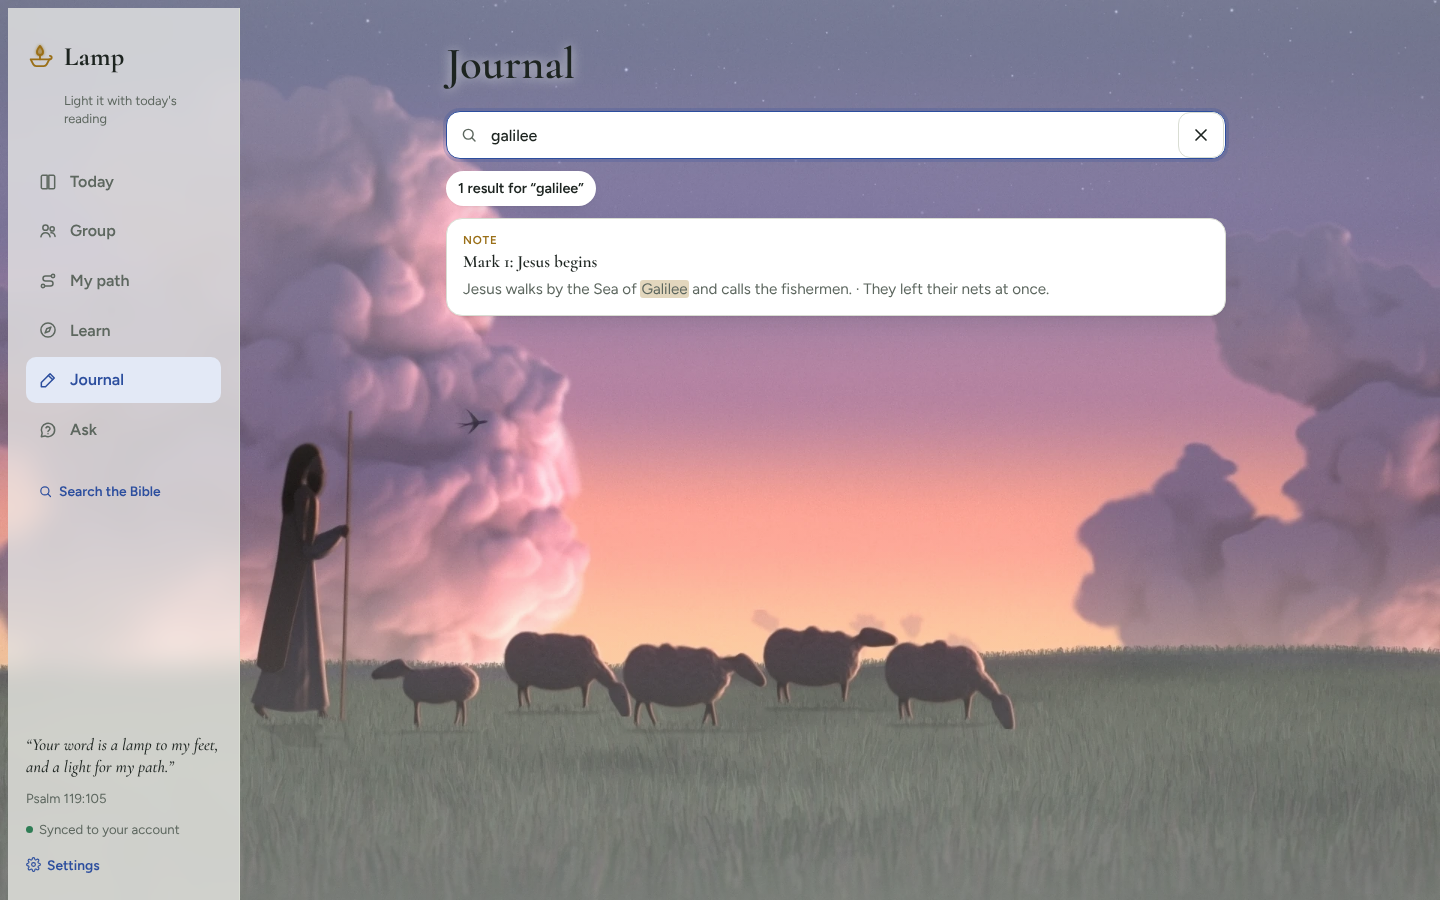 Lamp
Light it with today's
reading
Today
Group
My path
Learn
Journal
Ask
Search the Bible
“Your word is a lamp to my feet,
and a light for my path.”
Psalm 119:105
Synced to your account
Settings
Journal
galilee
1 result for “galilee”
NOTE
Mark 1: Jesus begins
Jesus walks by the Sea of Galilee and calls the fishermen. · They left their nets at once.